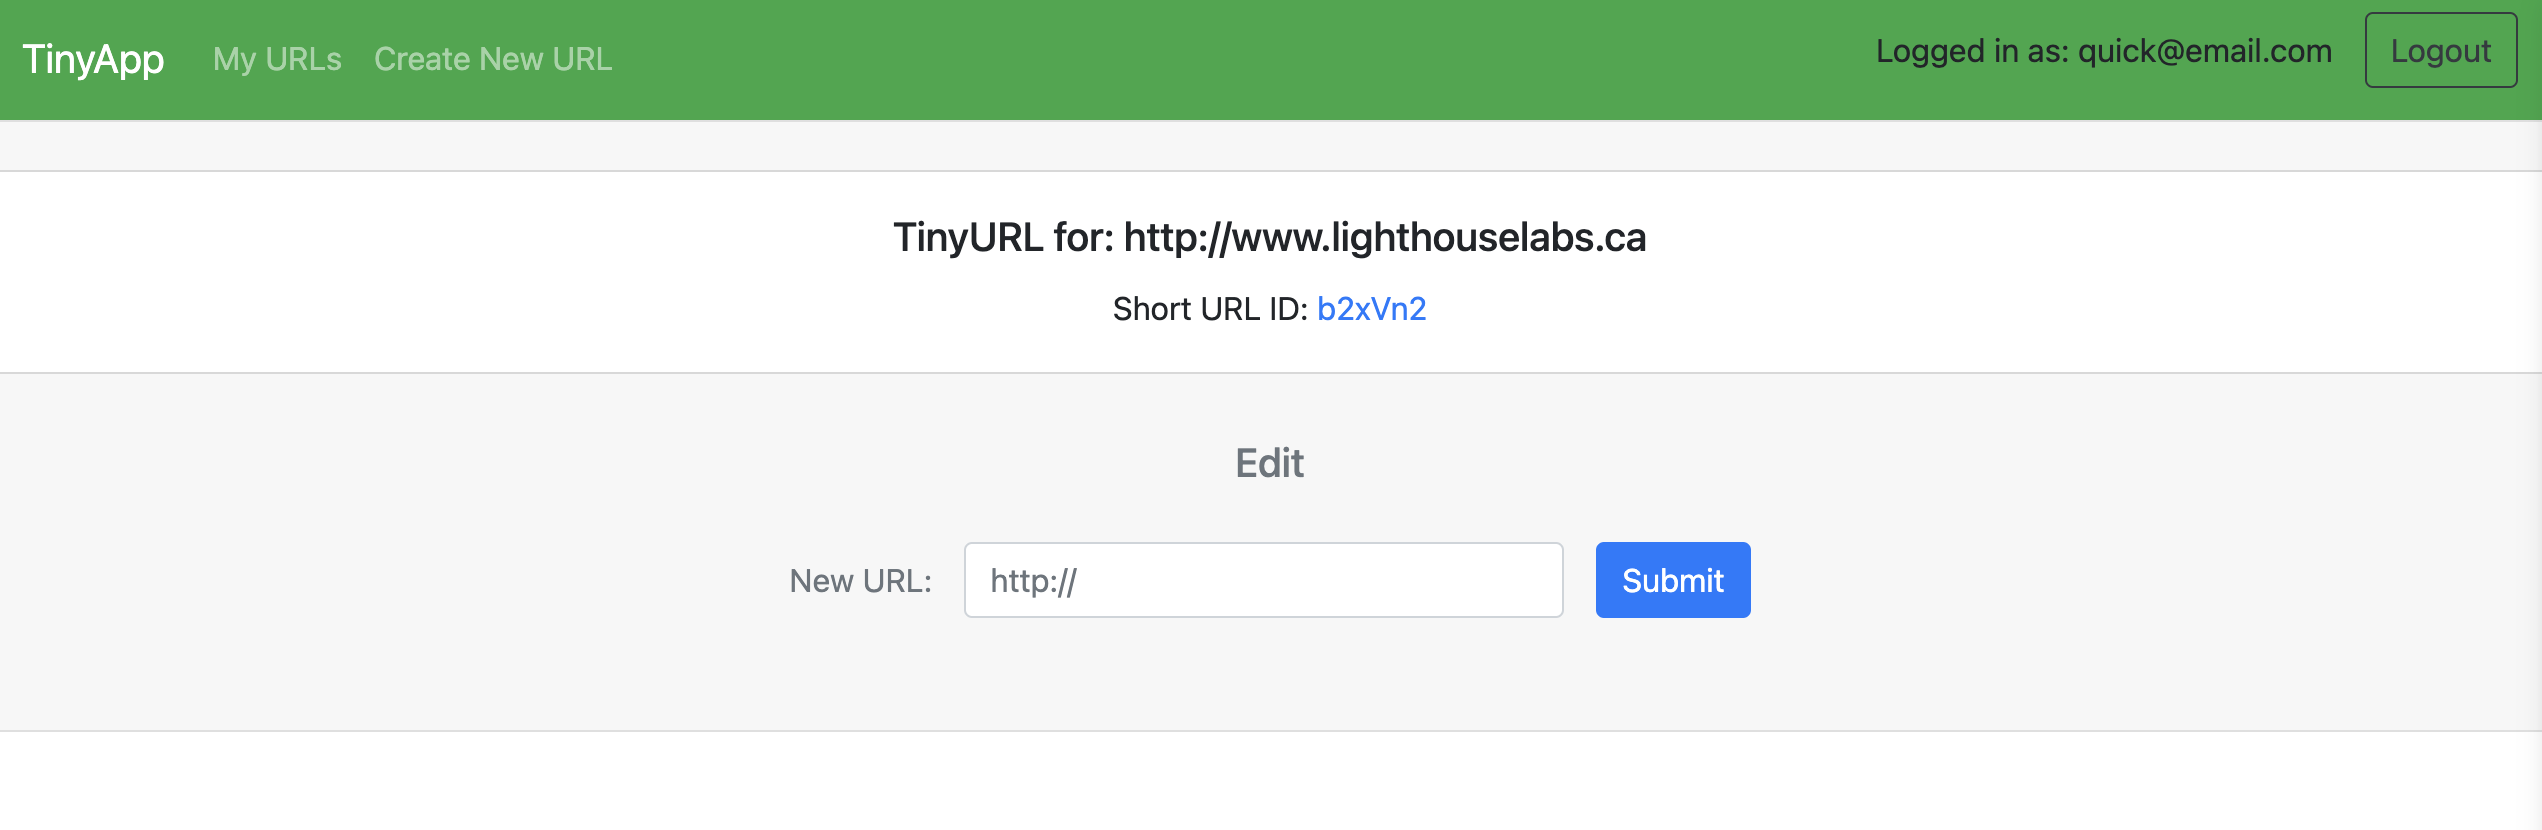 TinyApp My URLs Create New URL Logged in as: quick@email.com Logout
TinyURL for: http://www.lighthouselabs.ca
Short URL ID: b2xVn2
Edit
New URL: http:// Submit